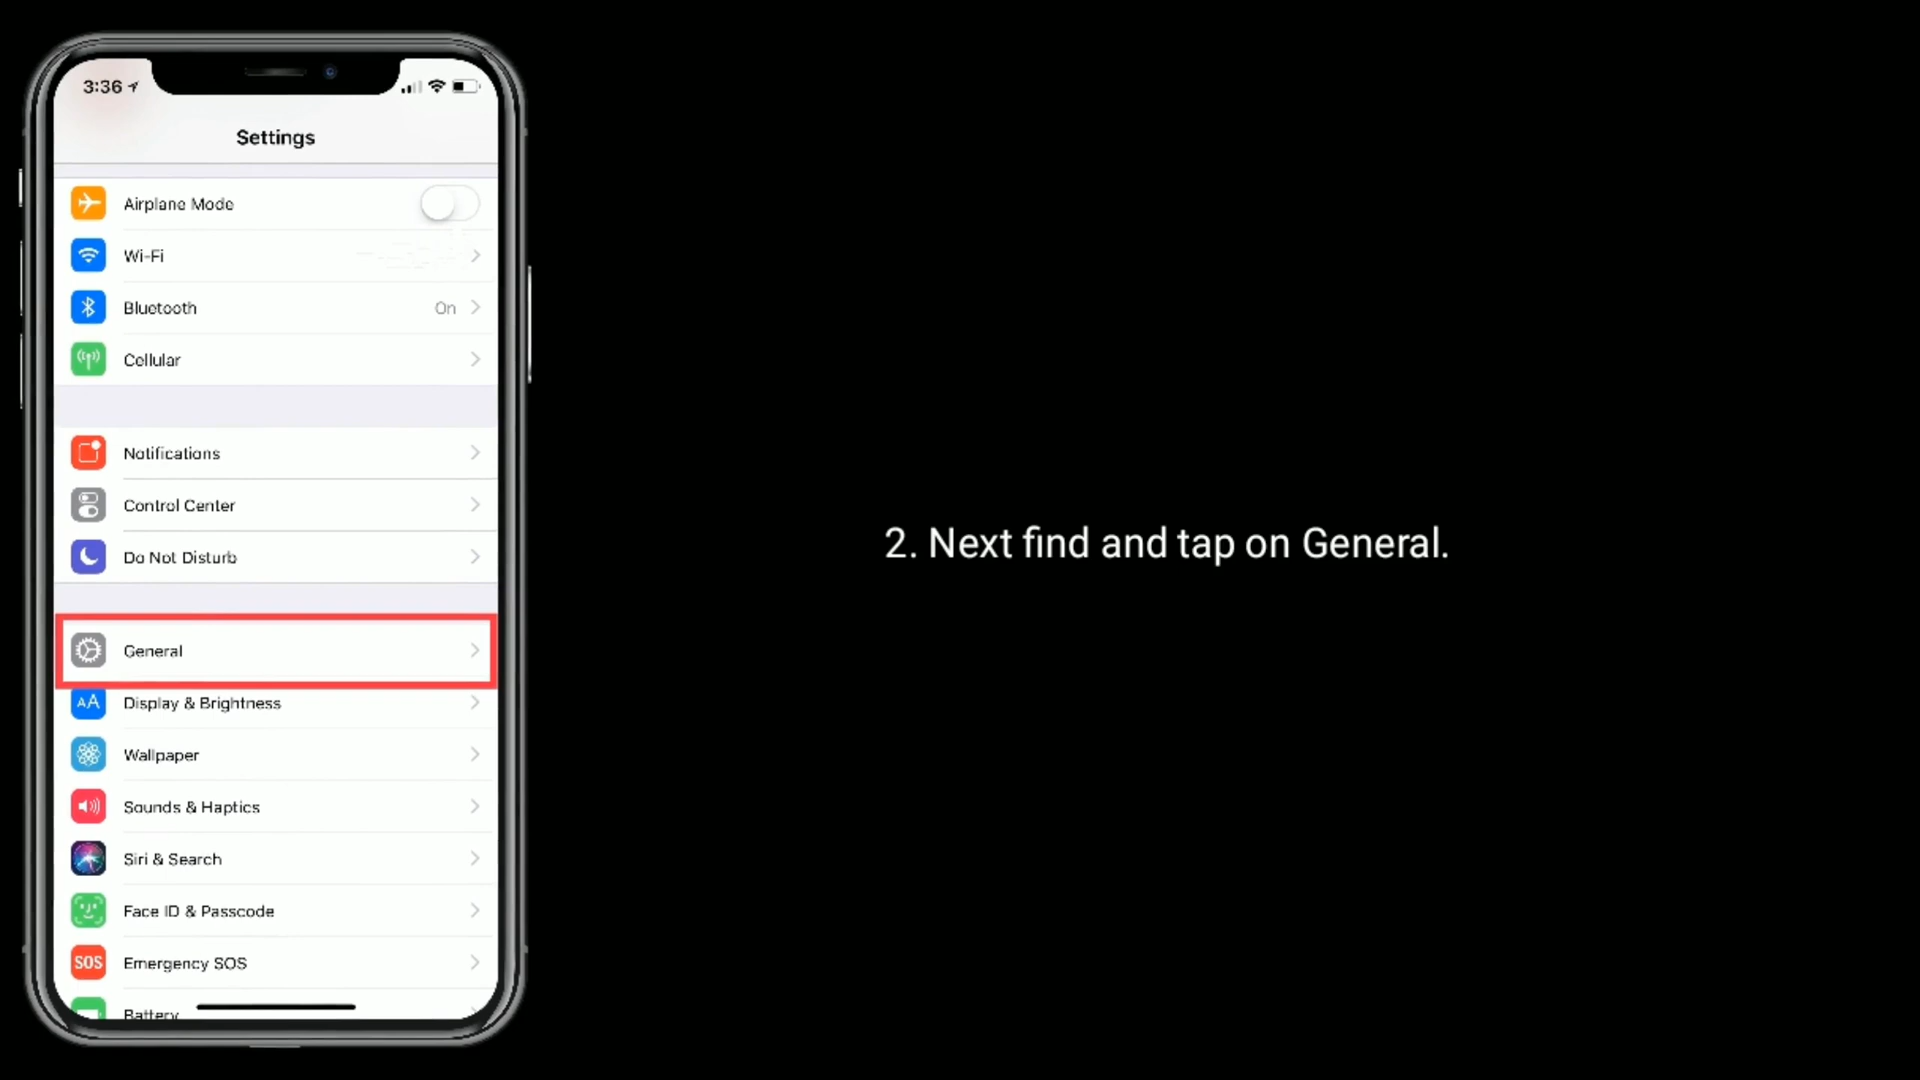 3:36
Settings
Airplane Mode
Wi-Fi
Bluetooth On
Cellular
Notifications
Control Center
Do Not Disturb
General
AA Display & Brightness
Wallpaper
Sounds & Haptics
Siri & Search
Face ID & Passcode
SOS Emergency SOS
Battery
2. Next find and tap on General.